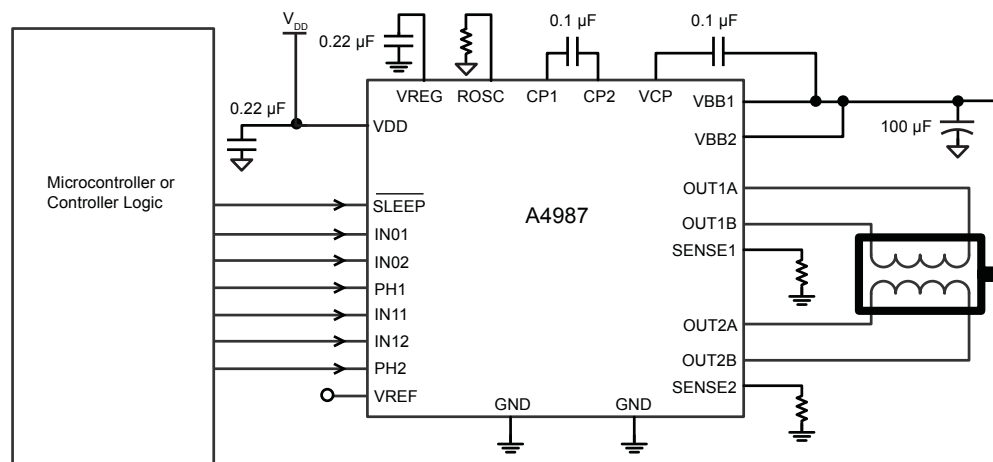 V_DD
0.22 µF
0.1 µF
0.1 µF
VREG
ROSC
CP1
CP2
VCP
VBB1
0.22 µF
VDD
VBB2
100 µF
Microcontroller or
Controller Logic
SLEEP
A4987
OUT1A
IN01
OUT1B
IN02
SENSE1
PH1
IN11
OUT2A
IN12
OUT2B
PH2
SENSE2
VREF
GND
GND